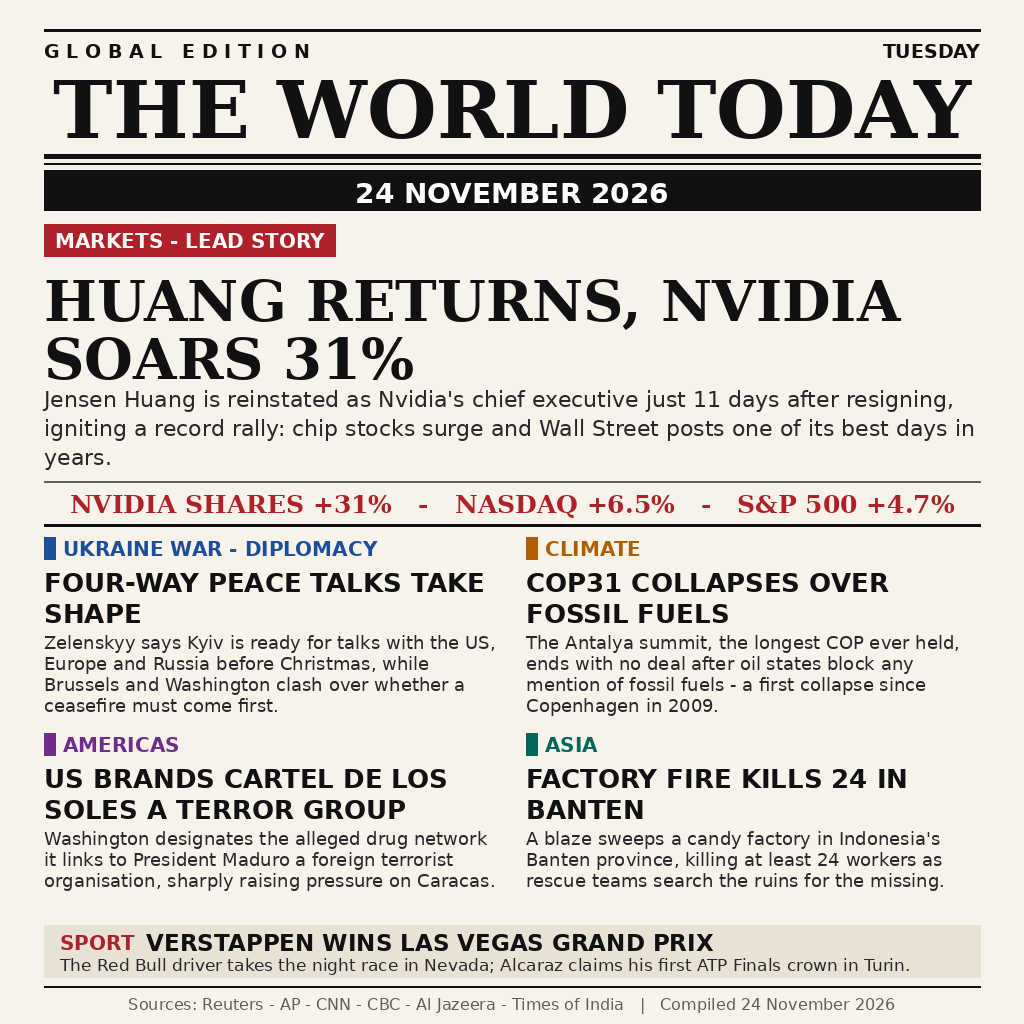 GLOBAL EDITION
TUESDAY
THE WORLD TODAY
24 NOVEMBER 2026
MARKETS - LEAD STORY
HUANG RETURNS, NVIDIA
SOARS 31%
Jensen Huang is reinstated as Nvidia's chief executive just 11 days after resigning,
igniting a record rally: chip stocks surge and Wall Street posts one of its best days in
years.
NVIDIA SHARES +31% - NASDAQ +6.5% - S&P 500 +4.7%
UKRAINE WAR - DIPLOMACY
FOUR-WAY PEACE TALKS TAKE
SHAPE
Zelenskyy says Kyiv is ready for talks with the US,
Europe and Russia before Christmas, while
Brussels and Washington clash over whether a
ceasefire must come first.
CLIMATE
COP31 COLLAPSES OVER
FOSSIL FUELS
The Antalya summit, the longest COP ever held,
ends with no deal after oil states block any
mention of fossil fuels - a first collapse since
Copenhagen in 2009.
AMERICAS
US BRANDS CARTEL DE LOS
SOLES A TERROR GROUP
Washington designates the alleged drug network
it links to President Maduro a foreign terrorist
organisation, sharply raising pressure on Caracas.
ASIA
FACTORY FIRE KILLS 24 IN
BANTEN
A blaze sweeps a candy factory in Indonesia's
Banten province, killing at least 24 workers as
rescue teams search the ruins for the missing.
SPORT VERSTAPPEN WINS LAS VEGAS GRAND PRIX
The Red Bull driver takes the night race in Nevada; Alcaraz claims his first ATP Finals crown in Turin.
Sources: Reuters - AP - CNN - CBC - Al Jazeera - Times of India | Compiled 24 November 2026